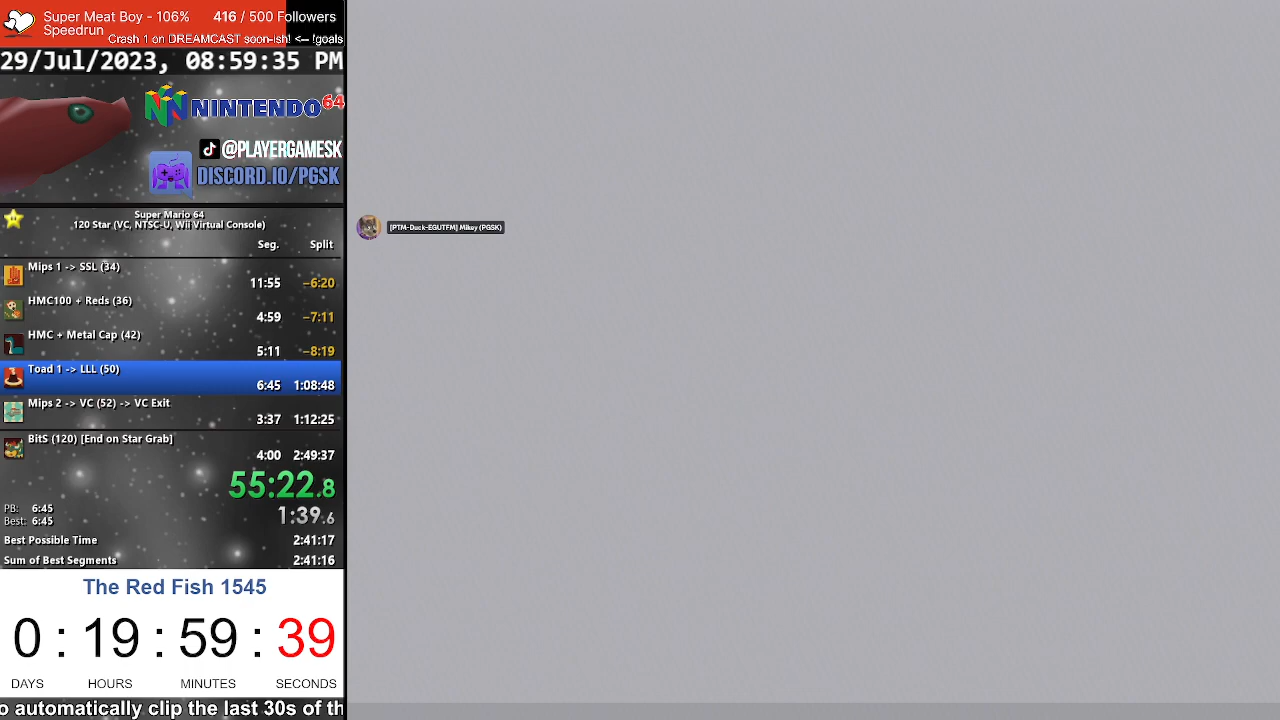 Super Meat Boy - 106% Speedrun
416 / 500 Followers
Crash 1 on DREAMCAST soon-ish! <-- !goals
29/Jul/2023, 08:59:35 PM
NINTENDO64
@PLAYERGAMESK
DISCORD.IO/PGSK
Super Mario 64
120 Star (VC, NTSC-U, Wii Virtual Console)
Seg. Split
Mips 1 -> SSL (34)
11:55 −6:20
HMC100 + Reds (36)
4:59 −7:11
HMC + Metal Cap (42)
5:11 −8:19
Toad 1 -> LLL (50)
6:45 1:08:48
Mips 2 -> VC (52) -> VC Exit
3:37 1:12:25
BitS (120) [End on Star Grab]
4:00 2:49:37
55:22.8
PB: 6:45
Best: 6:45
1:39.6
Best Possible Time 2:41:17
Sum of Best Segments 2:41:16
The Red Fish 1545
0 : 19 : 59 : 39
DAYS HOURS MINUTES SECONDS
o automatically clip the last 30s of th
[PTM-Duck-EGUTFM] Mikey (PGSK)